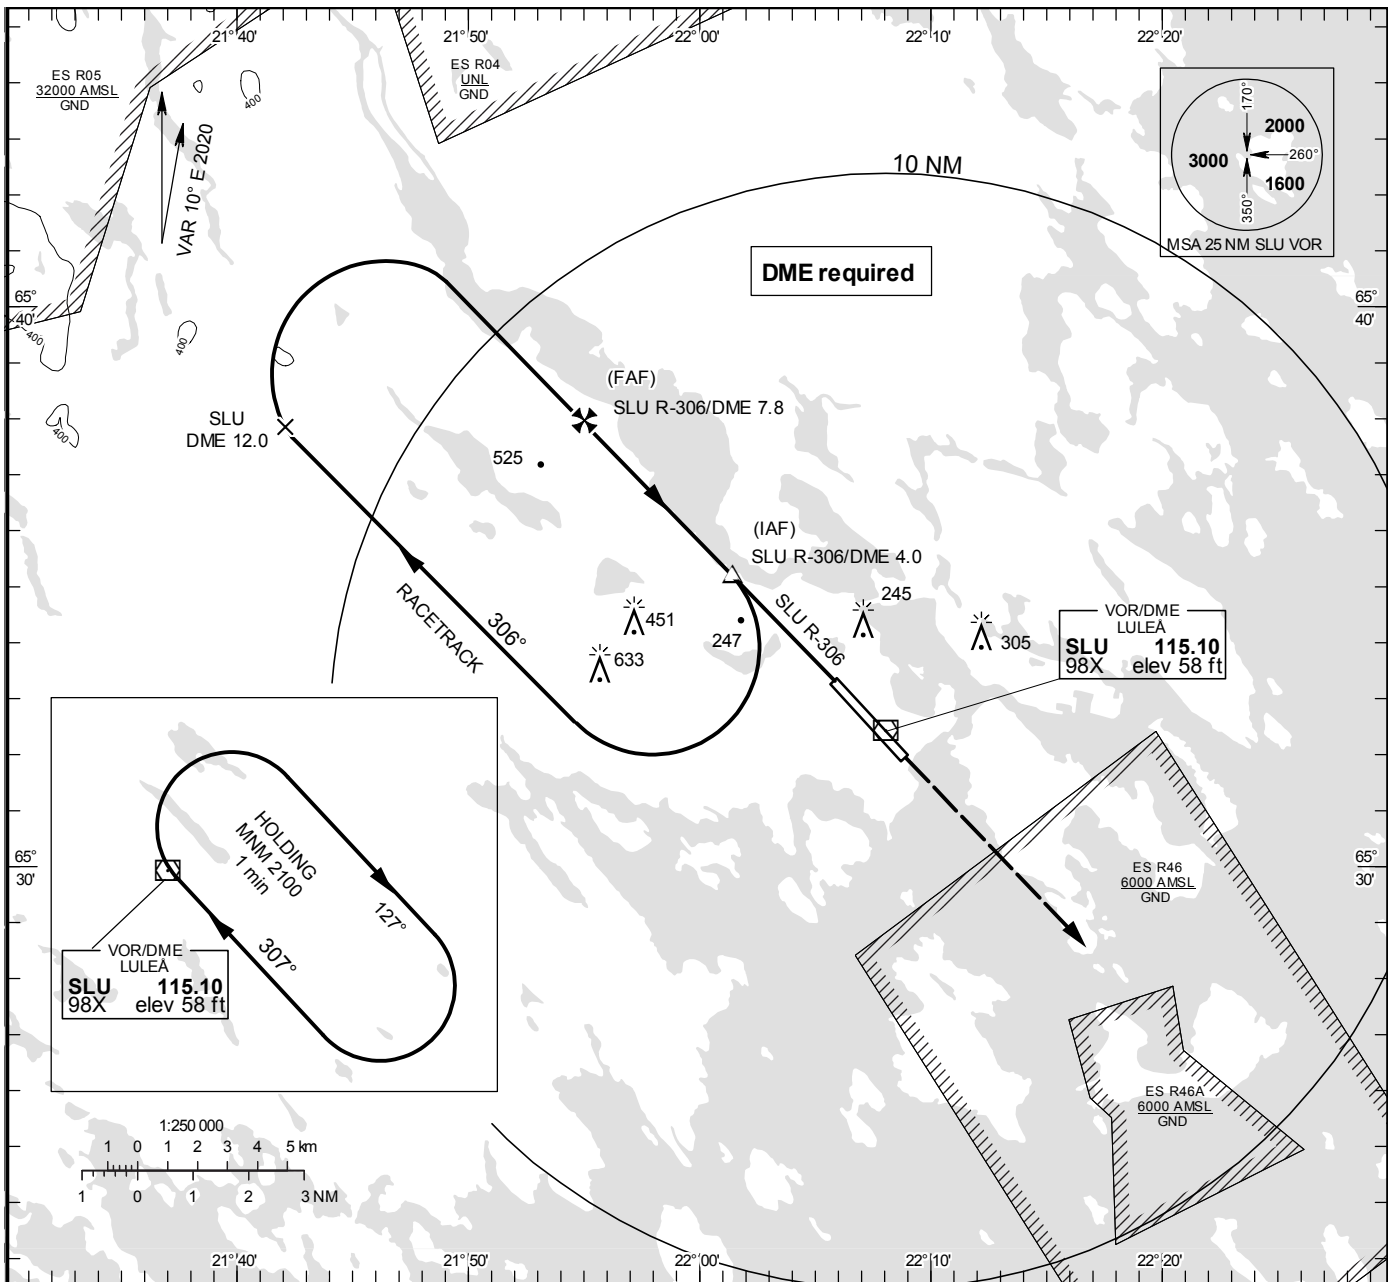 21°40'
21°50'
22°00'
22°10'
22°20'
ES R05
32000 AMSL
GND
ES R04
UNL
GND
400
VAR 10° E 2020
10 NM
170°
2000
3000
260°
1600
350°
MSA 25 NM SLU VOR
DME required
65°
40'
65°
40'
400
400
400
(FAF)
SLU R-306/DME 7.8
SLU
DME 12.0
525
(IAF)
SLU R-306/DME 4.0
SLU R-306
RACETRACK
306°
451
633
247
245
305
VOR/DME
LULEÅ
SLU 115.10
98X elev 58 ft
HOLDING
MNM 2100
1 min
127°
307°
VOR/DME
LULEÅ
SLU 115.10
98X elev 58 ft
65°
30'
65°
30'
ES R46
6000 AMSL
GND
ES R46A
6000 AMSL
GND
1:250 000
1 0 1 2 3 4 5 km
1 0 1 2 3 NM
21°40'
21°50'
22°00'
22°10'
22°20'